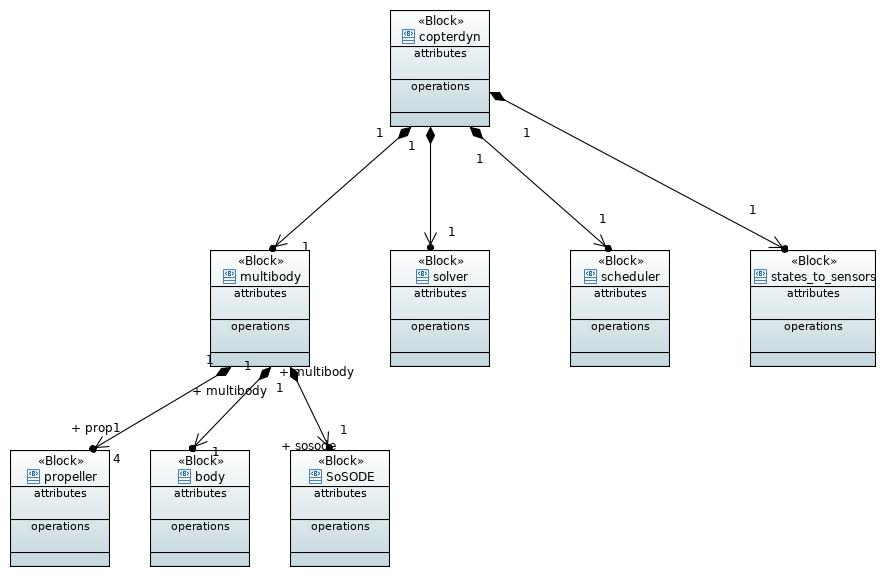 «Block»
copterdyn
attributes
operations
1
1
1
1
1
1
1
1
«Block»
multibody
attributes
operations
«Block»
solver
attributes
operations
«Block»
scheduler
attributes
operations
«Block»
states_to_sensors
attributes
operations
1
1
+ multibody
+ multibody
1
+ prop1
4
1
1
+ sosode
«Block»
propeller
attributes
operations
«Block»
body
attributes
operations
«Block»
SoSODE
attributes
operations